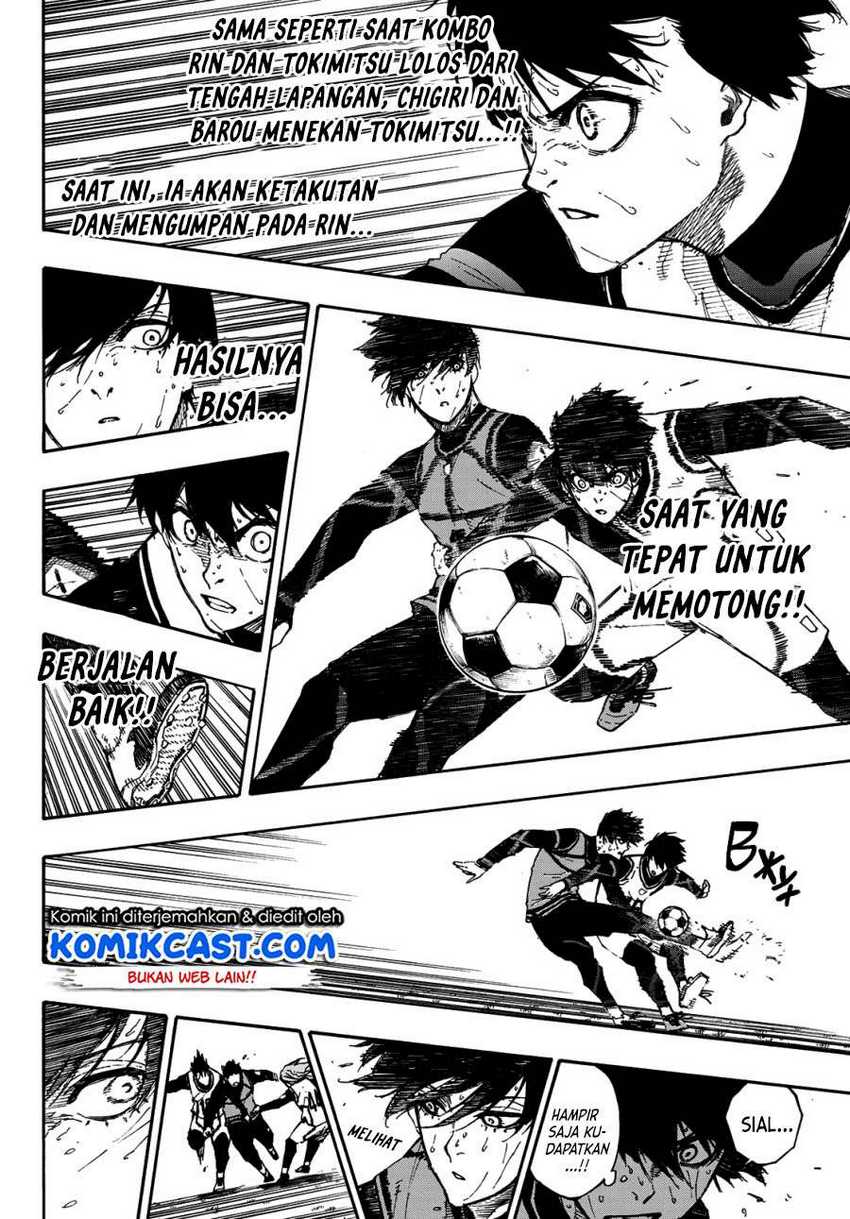 SAMA SEPERTI SAAT KOMBO
RIN DAN TOKIMITSU LOLOS DARI
TENGAH LAPANGAN, CHIGIRI DAN
BAROU MENEKAN TOKIMITSU...!!
SAAT INI, IA AKAN KETAKUTAN
DAN MENGUMPAN PADA RIN...
HASILNYA
BISA...
SAAT YANG
TEPAT UNTUK
MEMOTONG!!
BERJALAN
BAIK!!
ВЖУХ
Komik ini diterjemahkan & diedit oleh
KOMIKCAST.COM
BUKAN WEB LAIN!!
SIAL...
HAMPIR
SAJA KU-
DAPATKAN
...!!
MELIHAT